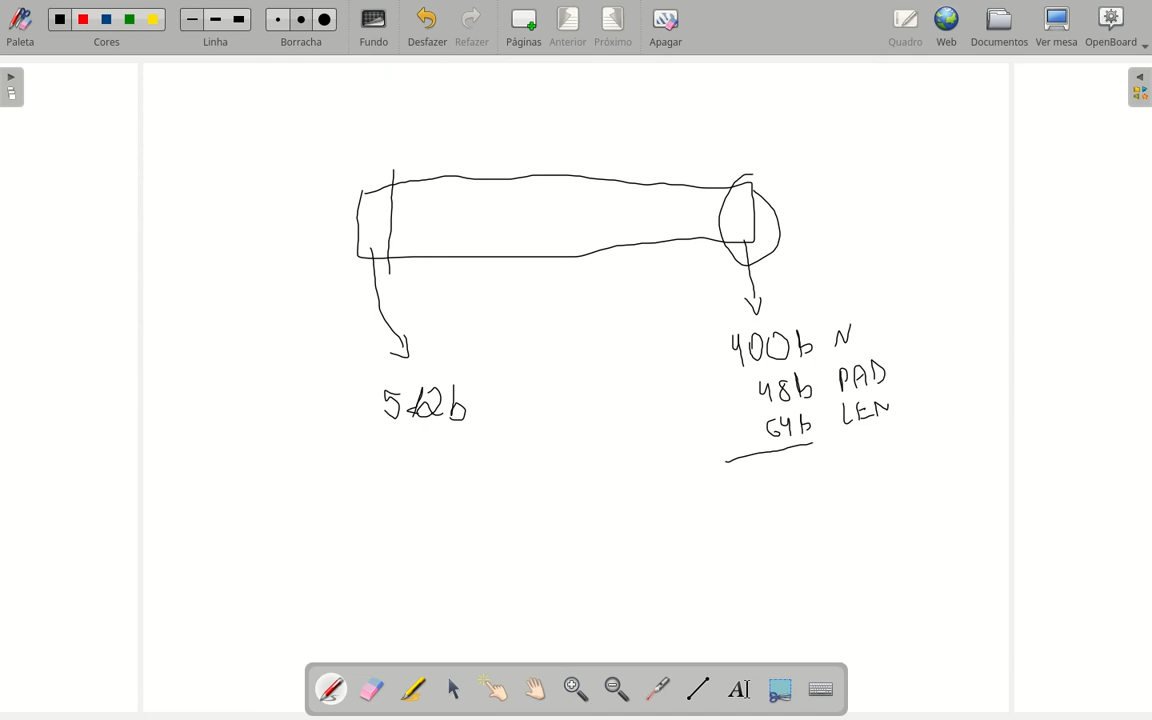 Paleta
Cores
Linha
Borracha
Fundo
Desfazer
Refazer
Páginas
Anterior
Próximo
Apagar
Quadro
Web
Documentos
Ver mesa
OpenBoard
400b N
48b PAD
512b
64b LEN
AI